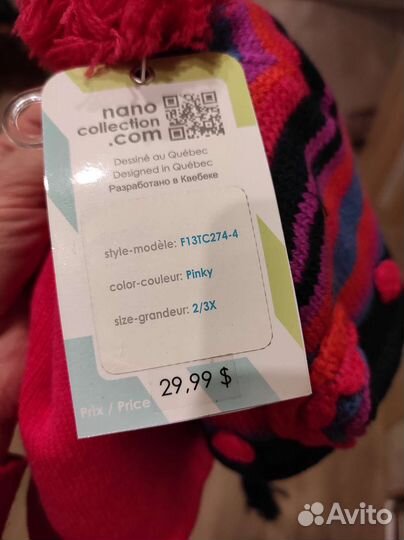 nano
collection
.com
Dessiné au Québec
Designed in Québec
Разработано в Квебеке
style-modèle: F13TC274-4
color-couleur: Pinky
size-grandeur: 2/3X
29,99 $
Prix / Price
Avito